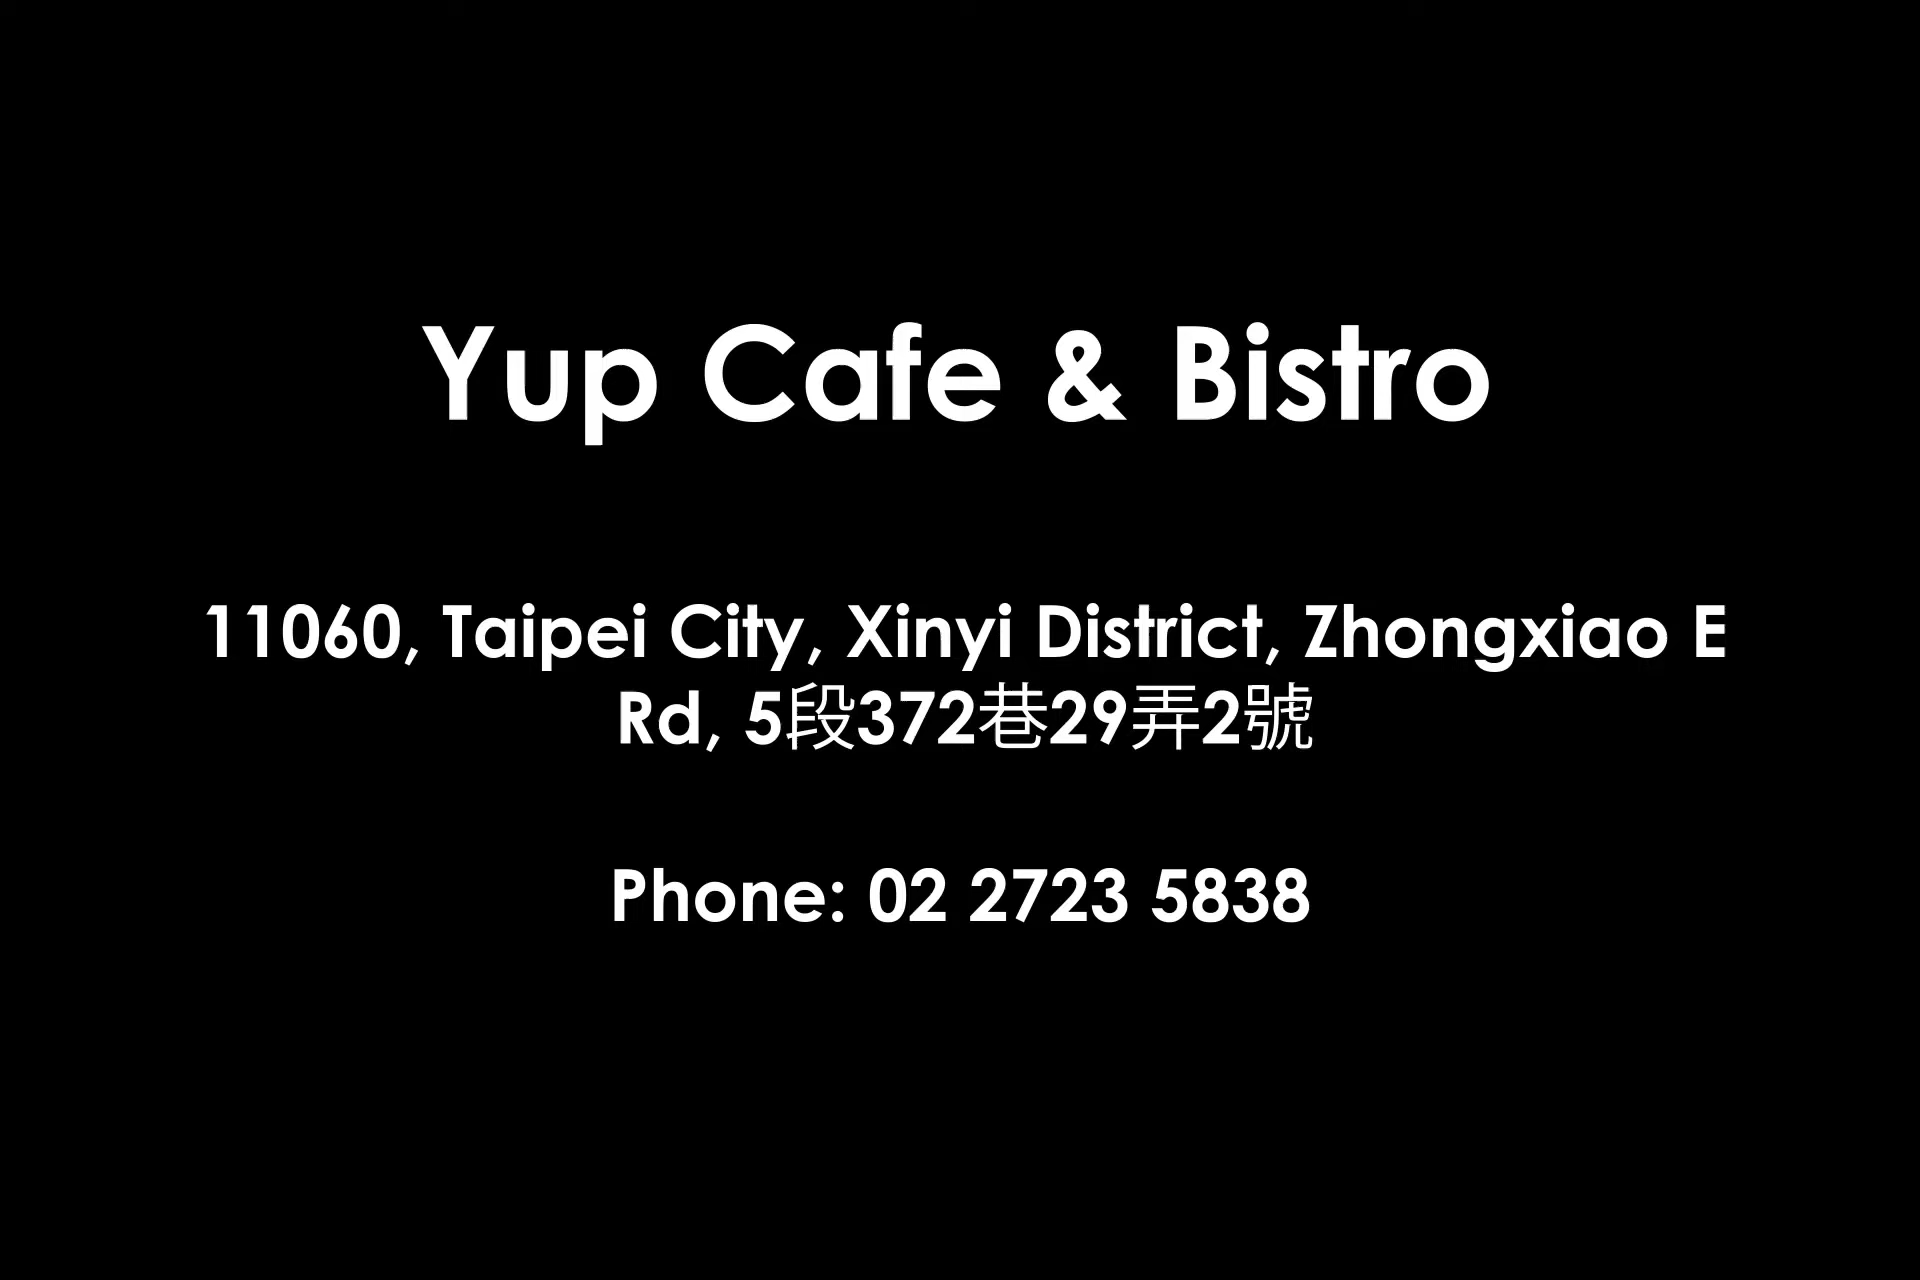 Yup Cafe & Bistro
11060, Taipei City, Xinyi District, Zhongxiao E
Rd, 5段372巷29弄2號
Phone: 02 2723 5838